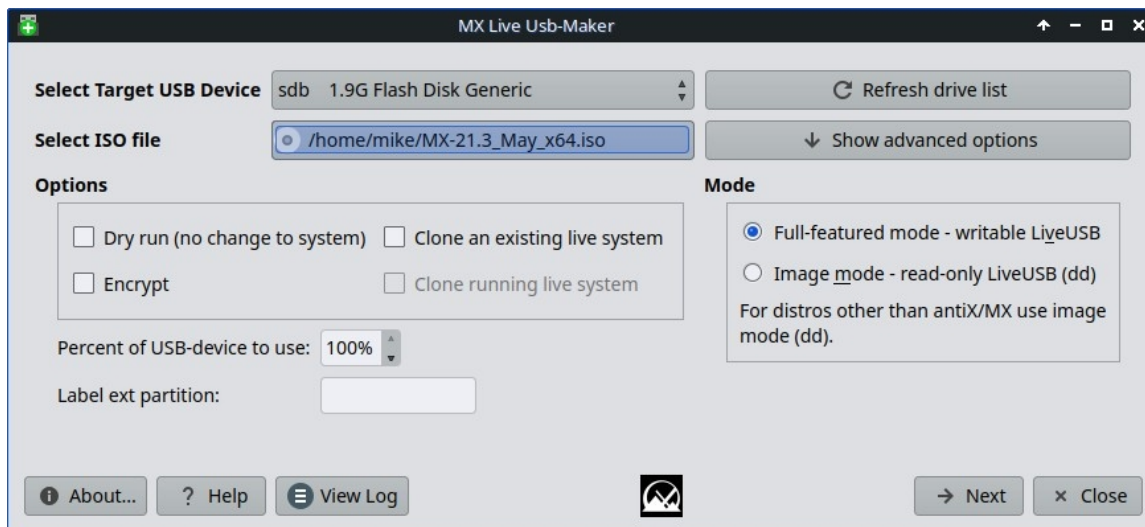 MX Live Usb-Maker
Select Target USB Device sdb 1.9G Flash Disk Generic Refresh drive list
Select ISO file /home/mike/MX-21.3_May_x64.iso Show advanced options
Options
Mode
Dry run (no change to system) Clone an existing live system
Encrypt Clone running live system
Full-featured mode - writable LiveUSB
Image mode - read-only LiveUSB (dd)
For distros other than antiX/MX use image
mode (dd).
Percent of USB-device to use: 100%
Label ext partition:
About... ? Help View Log Next Close